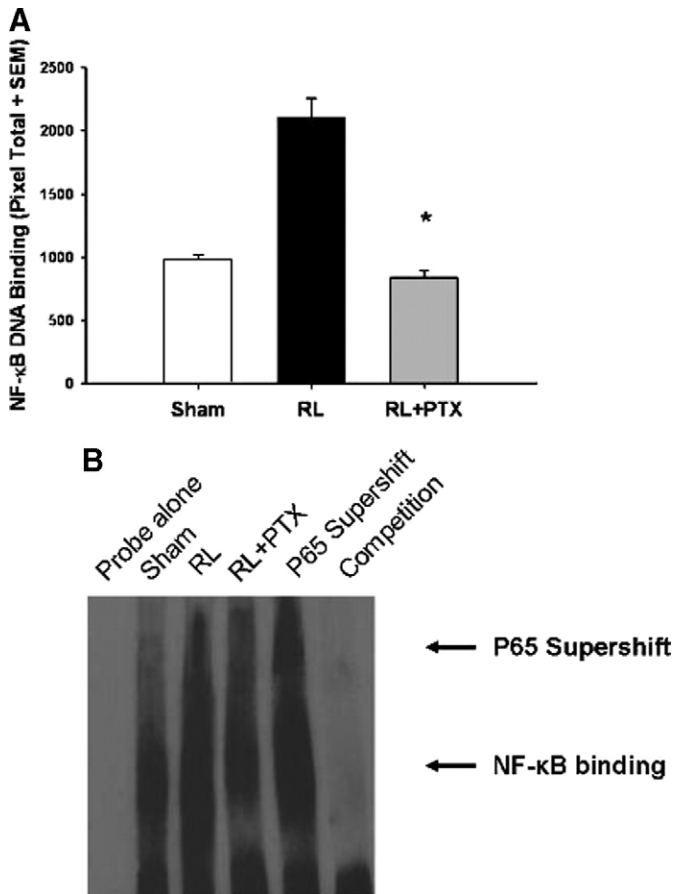 A
NF-κB DNA Binding (Pixel Total + SEM)
2500
2000
1500
1000
500
0
*
Sham
RL
RL+PTX
B
Probe alone
Sham
RL
RL+PTX
P65 Supershift
Competition
P65 Supershift
NF-κB binding